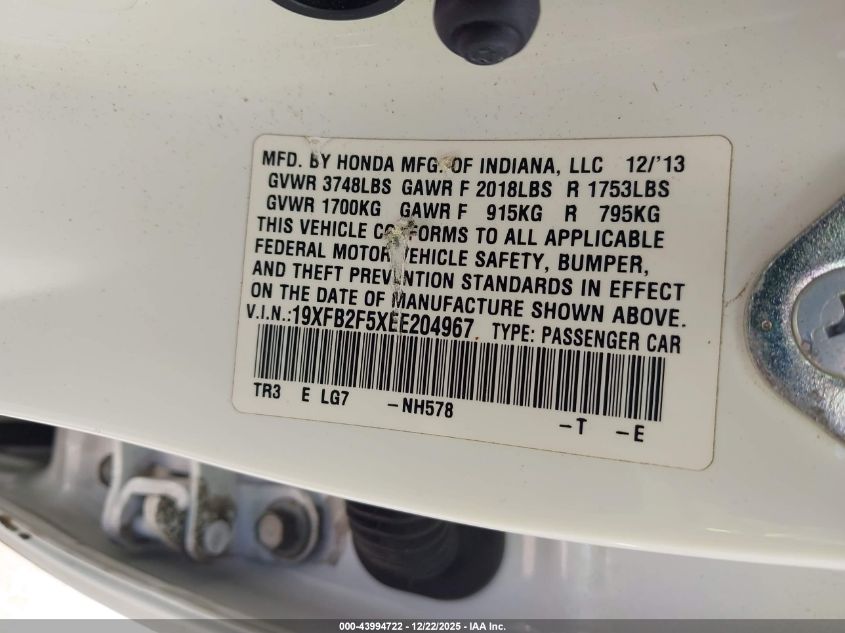 MFD. BY HONDA MFG. OF INDIANA, LLC 12/'13
GVWR 3748LBS GAWR F 2018LBS R 1753LBS
GVWR 1700KG GAWR F 915KG R 795KG
THIS VEHICLE CONFORMS TO ALL APPLICABLE
FEDERAL MOTOR VEHICLE SAFETY, BUMPER,
AND THEFT PREVENTION STANDARDS IN EFFECT
ON THE DATE OF MANUFACTURE SHOWN ABOVE.
V.I.N.:19XFB2F5XEE204967 TYPE: PASSENGER CAR
TR3 E LG7 -NH578 -T -E
000-43994722 - 12/22/2025 - IAA Inc.